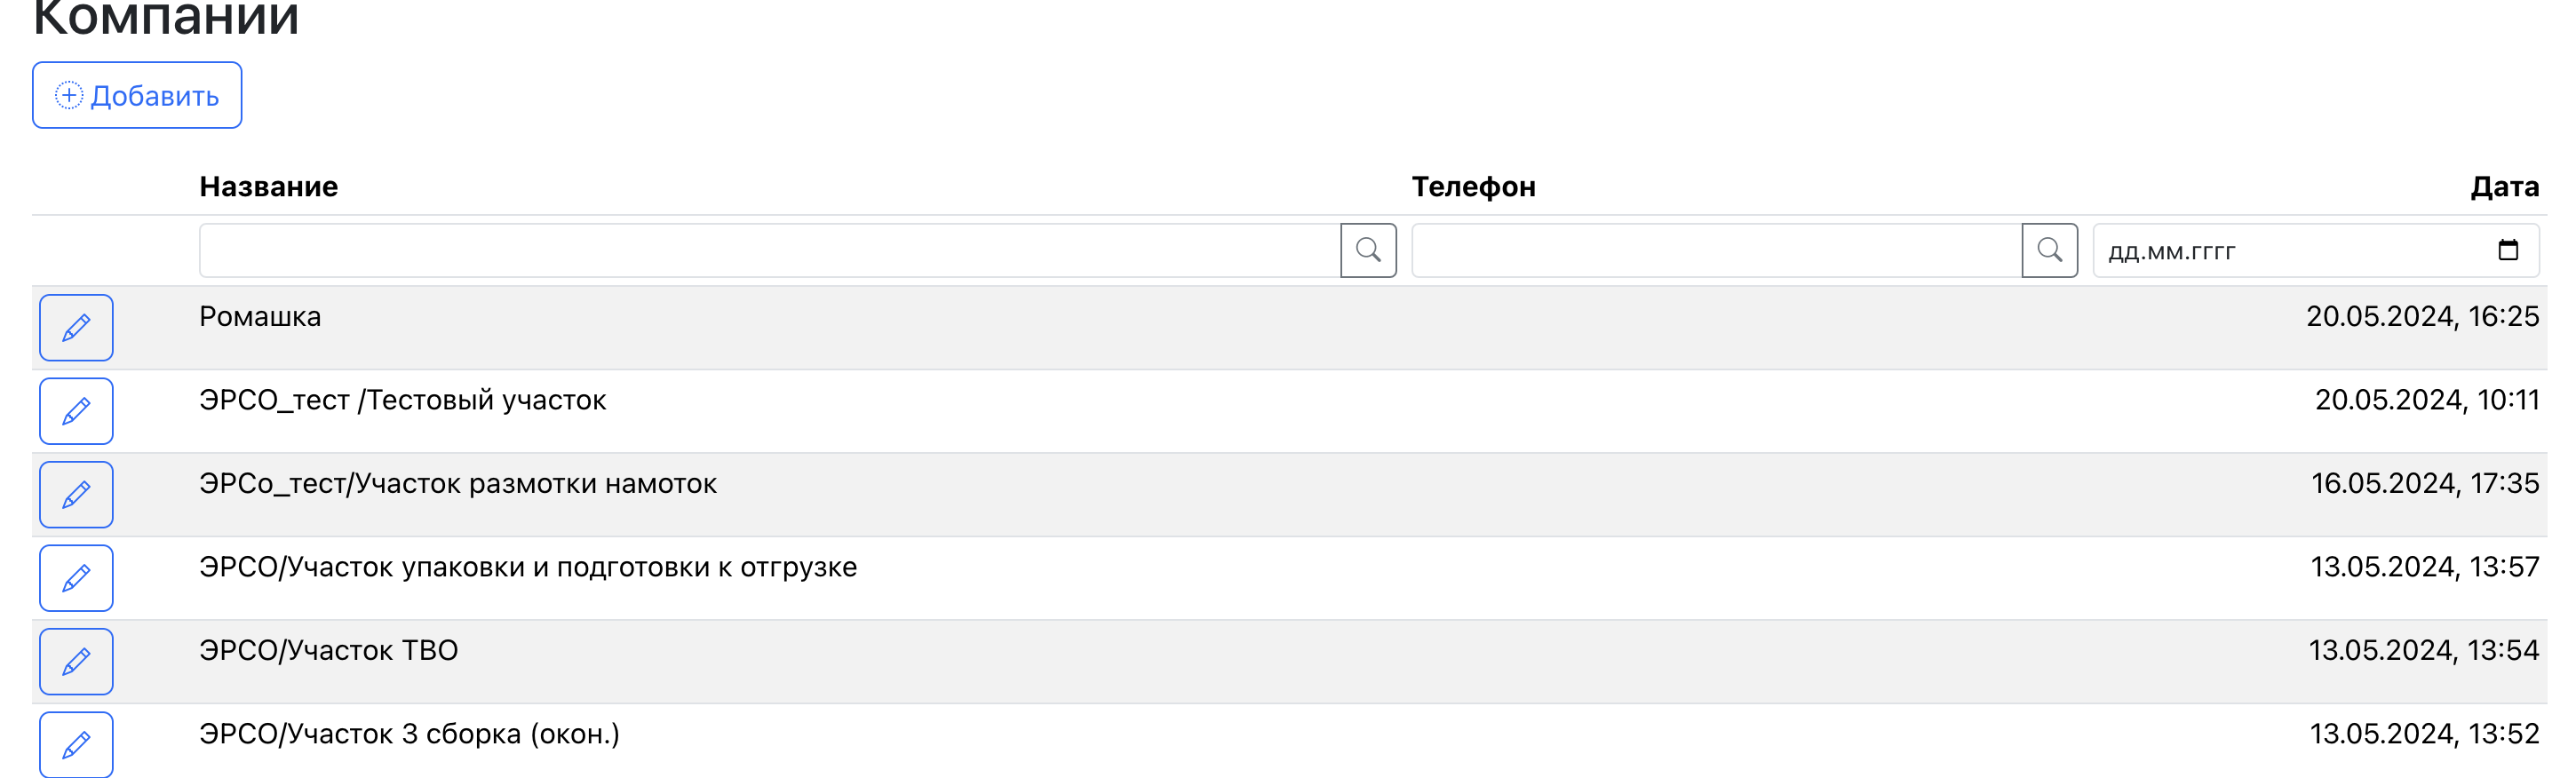 Компании
Добавить
Название Телефон Дата
дд.мм.гггг
Ромашка 20.05.2024, 16:25
ЭРСО_тест /Тестовый участок 20.05.2024, 10:11
ЭРСо_тест/Участок размотки намоток 16.05.2024, 17:35
ЭРСО/Участок упаковки и подготовки к отгрузке 13.05.2024, 13:57
ЭРСО/Участок ТВО 13.05.2024, 13:54
ЭРСО/Участок 3 сборка (окон.) 13.05.2024, 13:52